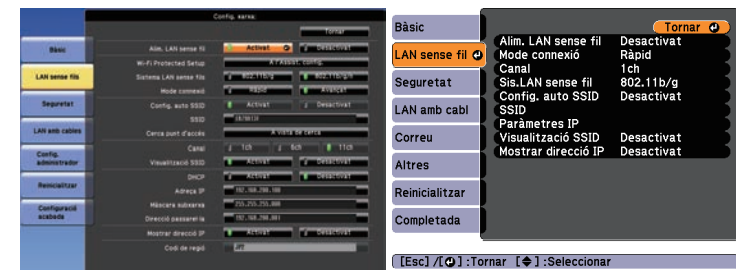 Config. xarxa:
Tornar
Bàsic
LAN sense fils
Seguretat
LAN amb cables
Config.
administrador
Reinicialitzar
Configuració
acabada
Alim. LAN sense fil Activat Desactivat
Wi-Fi Protected Setup A l'Assist. config.
Sistema LAN sense fils 802.11b/g 802.11b/g/n
Mode connexió Ràpid Avançat
Config. auto SSID Activat Desactivat
SSID
Cerca punt d'accés A vista de cerca
Canal 1ch 6ch 11ch
Visualització SSID Activat Desactivat
DHCP Activat Desactivat
Adreça IP
Màscara subxarxa 255.255.255.000
Direcció passarel·la
Mostrar direcció IP Activat Desactivat
Codi de regió
Bàsic
LAN sense fil
Seguretat
LAN amb cabl
Correu
Altres
Reinicialitzar
Completada
Tornar
Alim. LAN sense fil Desactivat
Mode connexió Ràpid
Canal 1ch
Sis.LAN sense fil 802.11b/g
Config. auto SSID Desactivat
SSID
Paràmetres IP
Visualització SSID Desactivat
Mostrar direcció IP Desactivat
[Esc] /[ ] :Tornar [ ] :Seleccionar